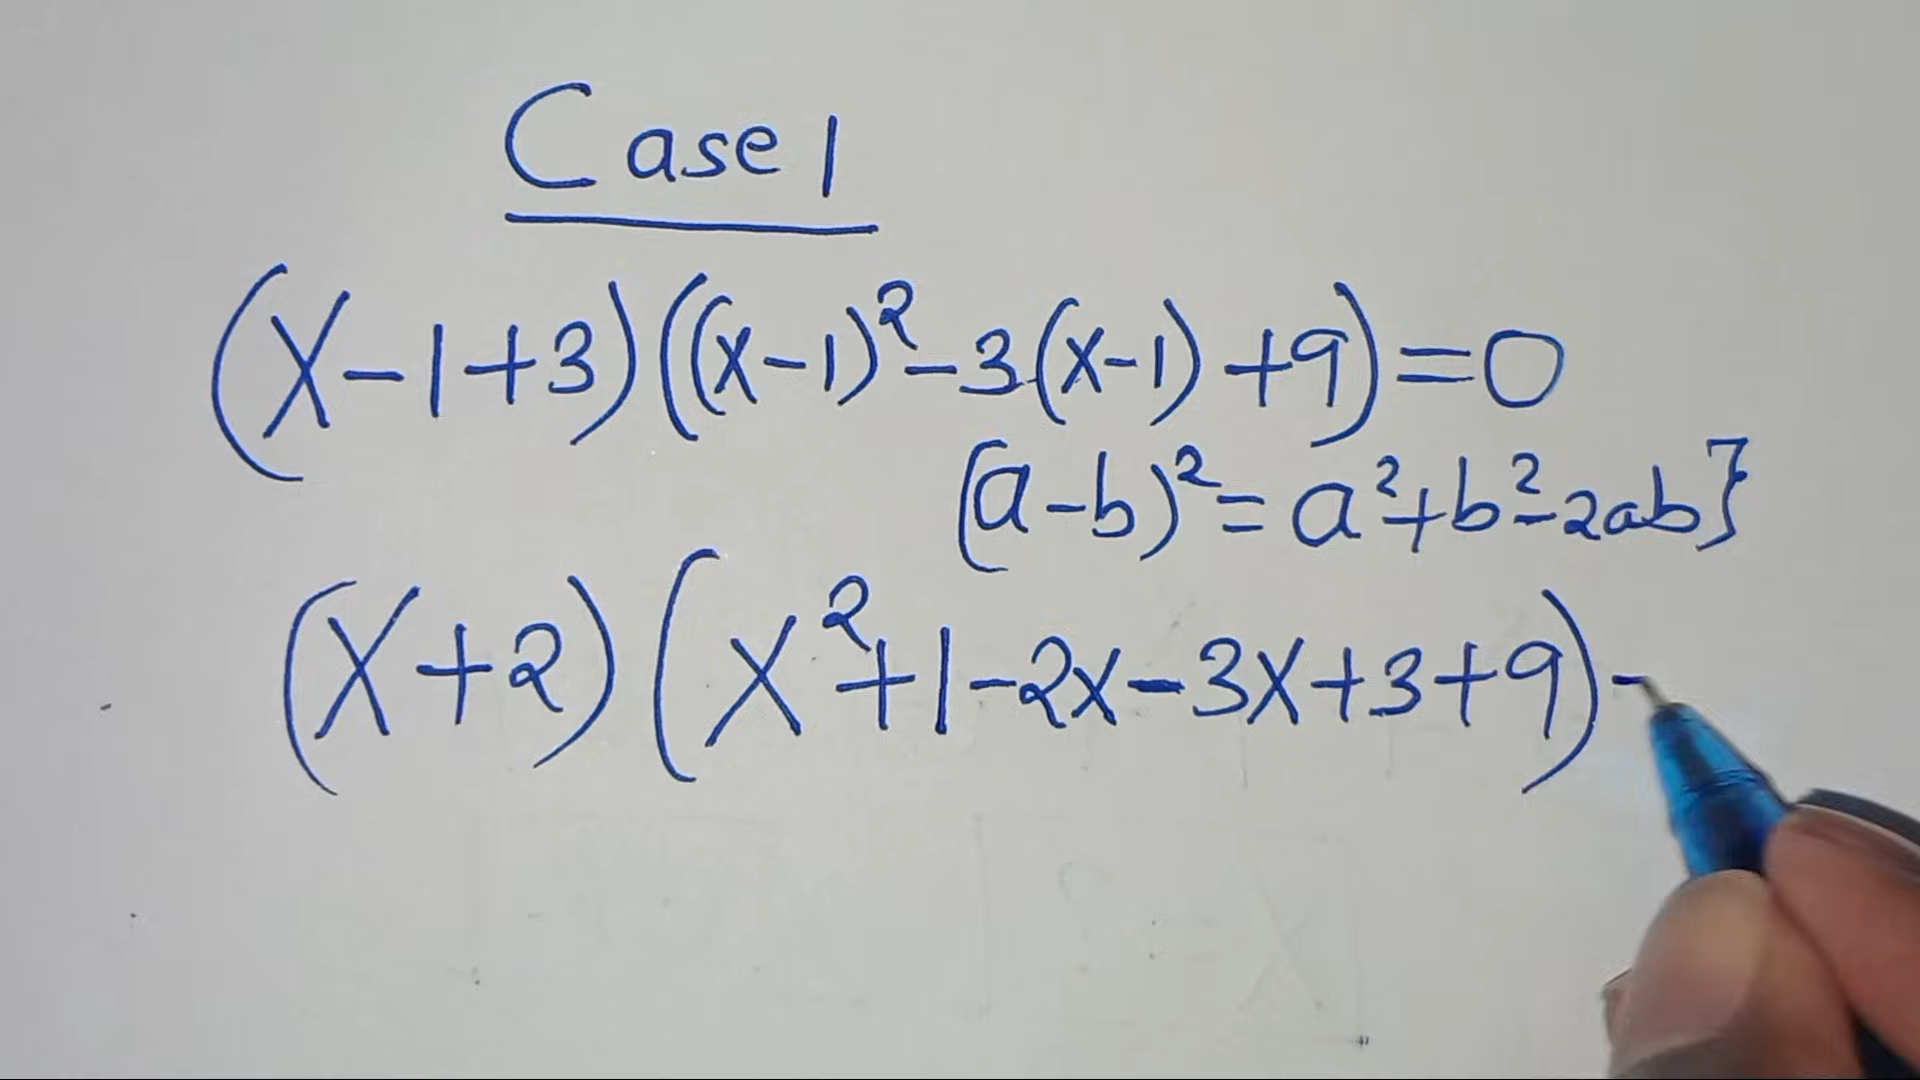 Case 1
(x-1+3)((x-1)²-3(x-1)+9)=0
(a-b)²=a²+b²-2ab}
(x+2)(x²+1-2x-3x+3+9)-